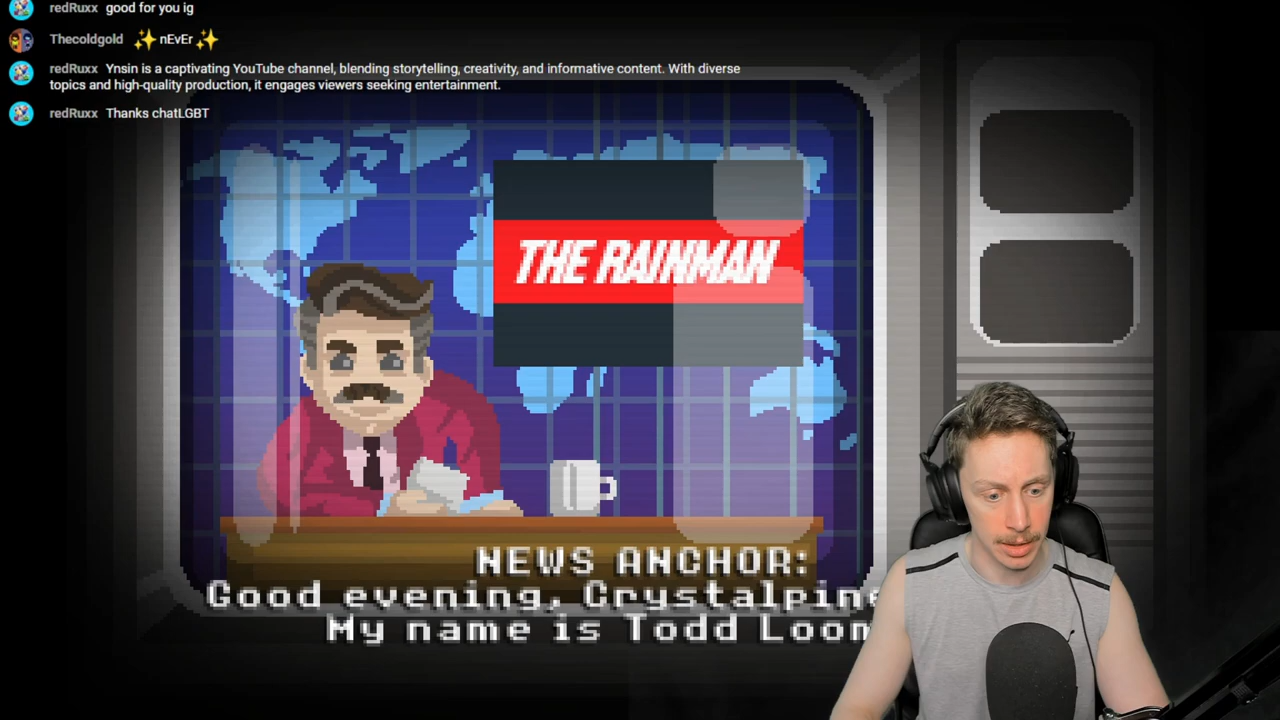 redRuxx good for you ig
Thecoldgold ✨ nEvEr ✨
redRuxx Ynsin is a captivating YouTube channel, blending storytelling, creativity, and informative content. With diverse
topics and high-quality production, it engages viewers seeking entertainment.
redRuxx Thanks chatLGBT
THE RAINMAN
NEWS ANCHOR:
Good evening, Crystalpine
My name is Todd Loom